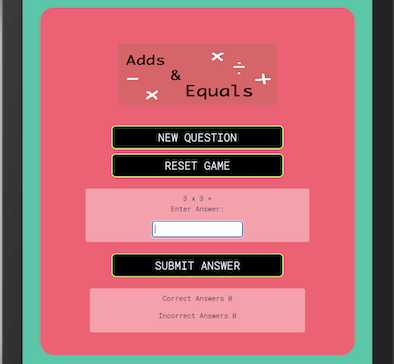 Adds
&
Equals
NEW QUESTION
RESET GAME
3 x 3 =
Enter Answer:
SUBMIT ANSWER
Correct Answers 0
Incorrect Answers 0